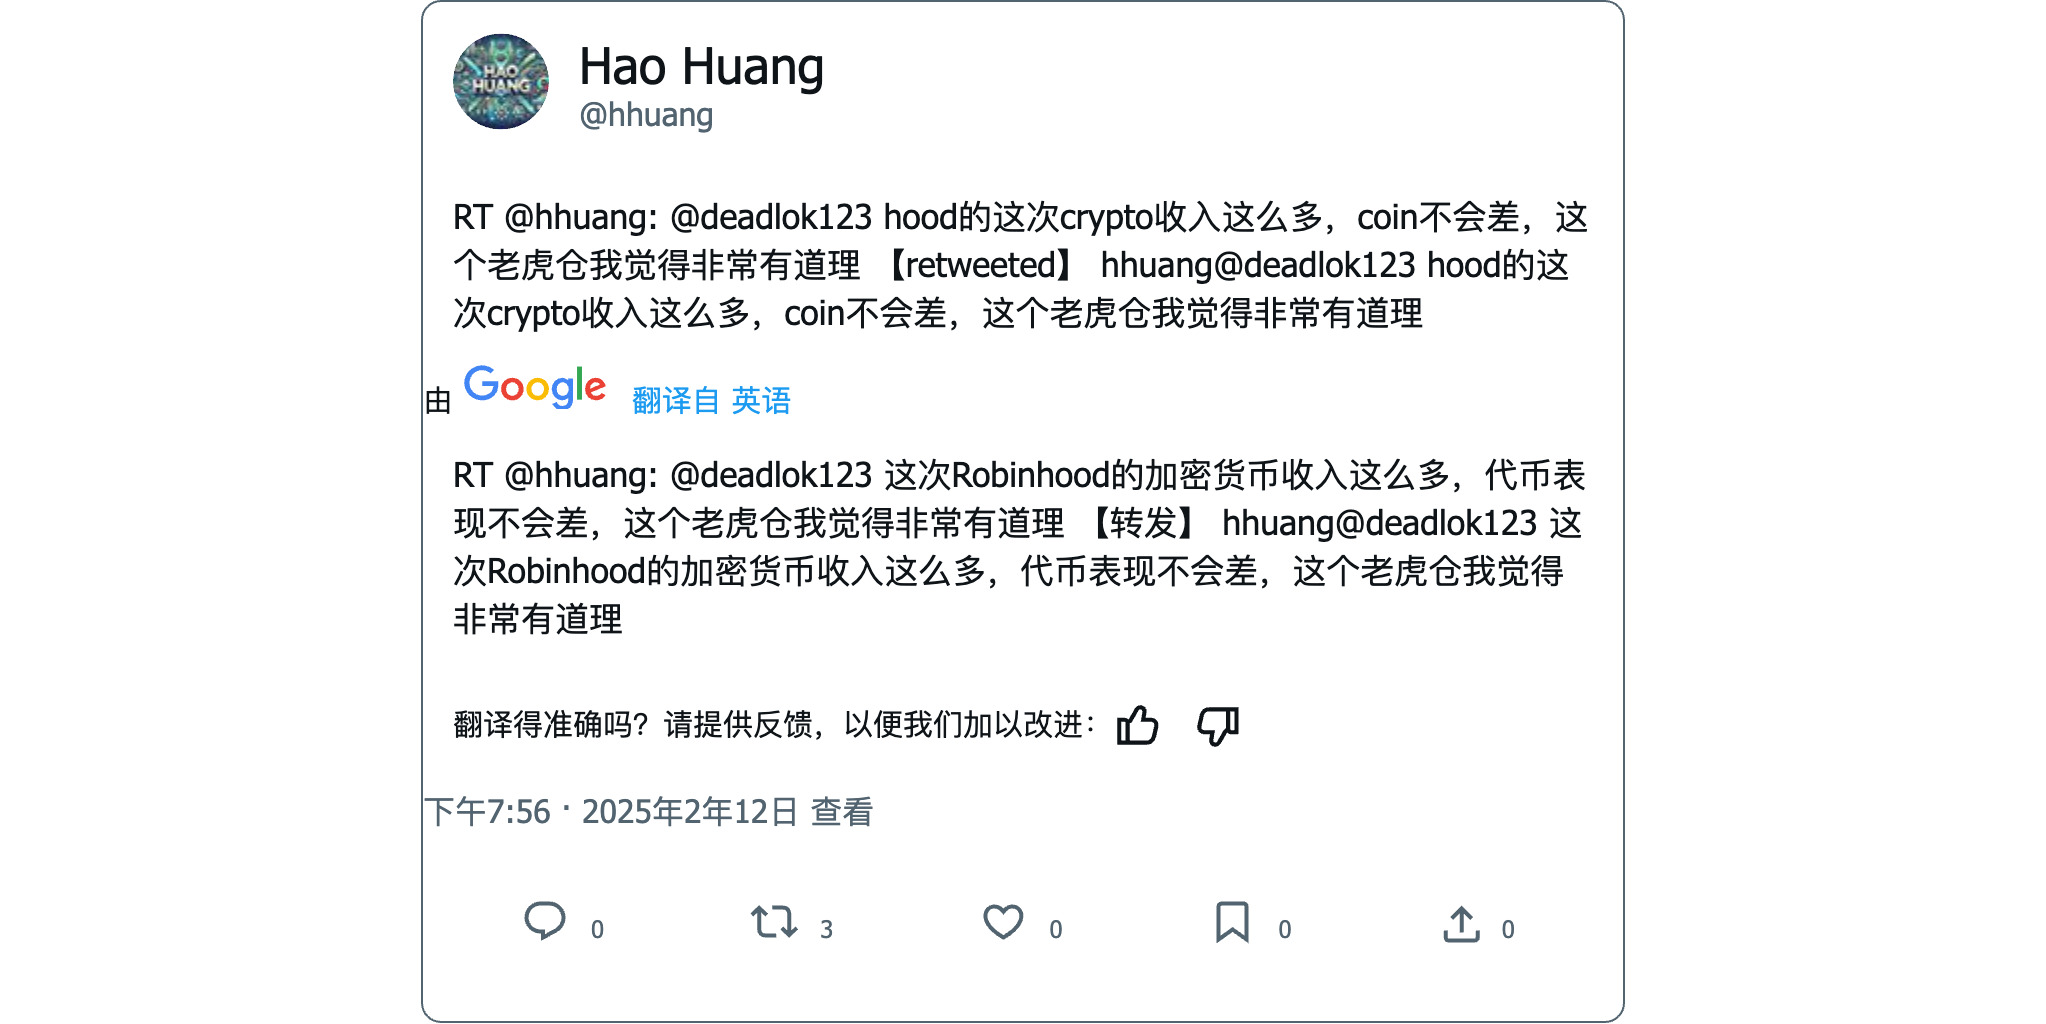 HAO
HUANG
Hao Huang
@hhuang
RT @hhuang: @deadlok123 hood的这次crypto收入这么多，coin不会差，这
个老虎仓我觉得非常有道理 【retweeted】 hhuang@deadlok123 hood的这
次crypto收入这么多，coin不会差，这个老虎仓我觉得非常有道理
由 Google 翻译自 英语
RT @hhuang: @deadlok123 这次Robinhood的加密货币收入这么多，代币表
现不会差，这个老虎仓我觉得非常有道理 【转发】 hhuang@deadlok123 这
次Robinhood的加密货币收入这么多，代币表现不会差，这个老虎仓我觉得
非常有道理
翻译得准确吗？请提供反馈，以便我们加以改进：
下午7:56 · 2025年2年12日 查看
0 3 0 0 0